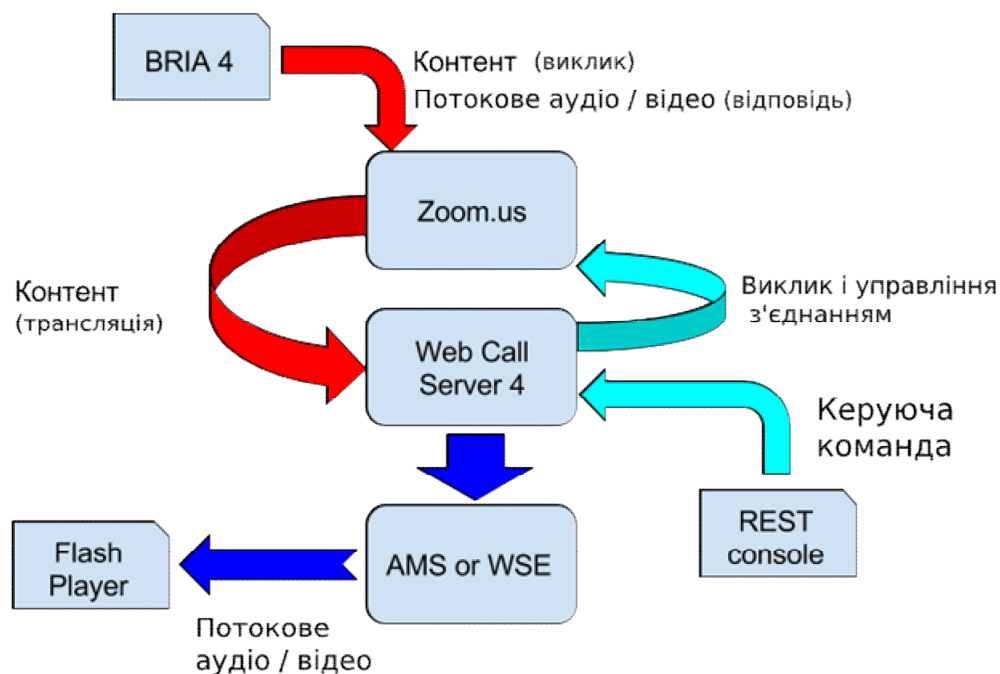 BRIA 4
Контент (виклик)
Потокове аудіо / відео (відповідь)
Zoom.us
Контент
(трансляція)
Виклик і управління
з'єднанням
Web Call
Server 4
Керуюча
команда
REST
console
Flash
Player
AMS or WSE
Потокове
аудіо / відео